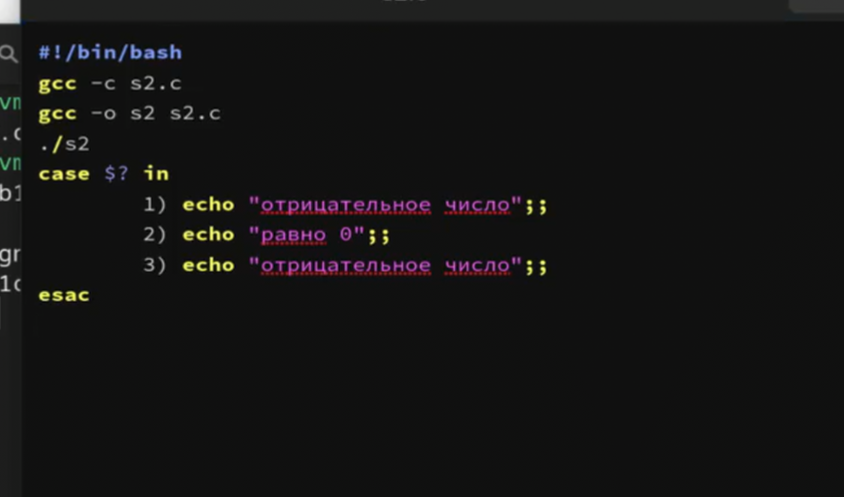 #!/bin/bash
gcc -c s2.c
gcc -o s2 s2.c
./s2
case $? in
1) echo "отрицательное число";;
2) echo "равно 0";;
3) echo "отрицательное число";;
esac